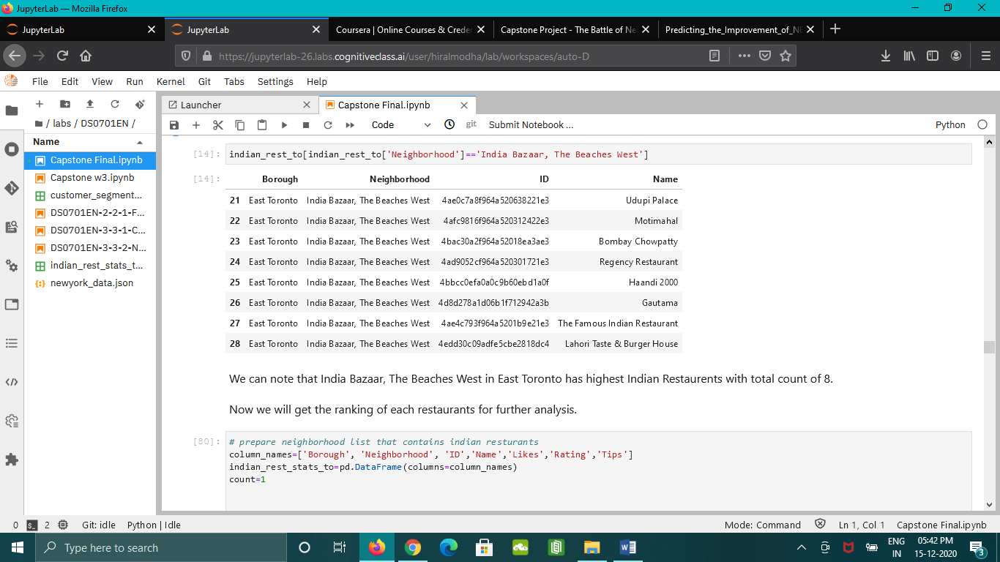 JupyterLab — Mozilla Firefox
JupyterLab
JupyterLab
Coursera | Online Courses & Crede
Capstone Project - The Battle of Ne
Predicting_the_Improvement_of_NE
https://jupyterlab-26.labs.cognitiveclass.ai/user/hiralmodha/lab/workspaces/auto-D
File Edit View Run Kernel Git Tabs Settings Help
/ labs / DS0701EN /
Name
Capstone Final.ipynb
Capstone w3.ipynb
customer_segment...
DS0701EN-2-2-1-F...
DS0701EN-3-3-1-C...
DS0701EN-3-3-2-N...
indian_rest_stats_t...
newyork_data.json
Launcher
Capstone Final.ipynb
Code
git
Submit Notebook ...
Python
[14]: indian_rest_to[indian_rest_to['Neighborhood']=='India Bazaar, The Beaches West']
[14]: Borough Neighborhood ID Name
21 East Toronto India Bazaar, The Beaches West 4ae0c7a8f964a520638221e3 Udupi Palace
22 East Toronto India Bazaar, The Beaches West 4afc9816f964a520312422e3 Motimahal
23 East Toronto India Bazaar, The Beaches West 4bac30a2f964a52018ea3ae3 Bombay Chowpatty
24 East Toronto India Bazaar, The Beaches West 4ad9052cf964a520301721e3 Regency Restaurant
25 East Toronto India Bazaar, The Beaches West 4bbcc0efa0a0c9b60ebd1a0f Haandi 2000
26 East Toronto India Bazaar, The Beaches West 4d8d278a1d06b1f712942a3b Gautama
27 East Toronto India Bazaar, The Beaches West 4ae4c793f964a5201b9e21e3 The Famous Indian Restaurant
28 East Toronto India Bazaar, The Beaches West 4edd30c09adfe5cbe2818dc4 Lahori Taste & Burger House
We can note that India Bazaar, The Beaches West in East Toronto has highest Indian Restaurents with total count of 8.
Now we will get the ranking of each restaurants for further analysis.
[80]: # prepare neighborhood list that contains indian resturants
column_names=['Borough', 'Neighborhood', 'ID','Name','Likes','Rating','Tips']
indian_rest_stats_to=pd.DataFrame(columns=column_names)
count=1
0 2 Git: idle Python | Idle
Mode: Command Ln 1, Col 1 Capstone Final.ipynb
Type here to search
ENG
IN
05:42 PM
15-12-2020
3